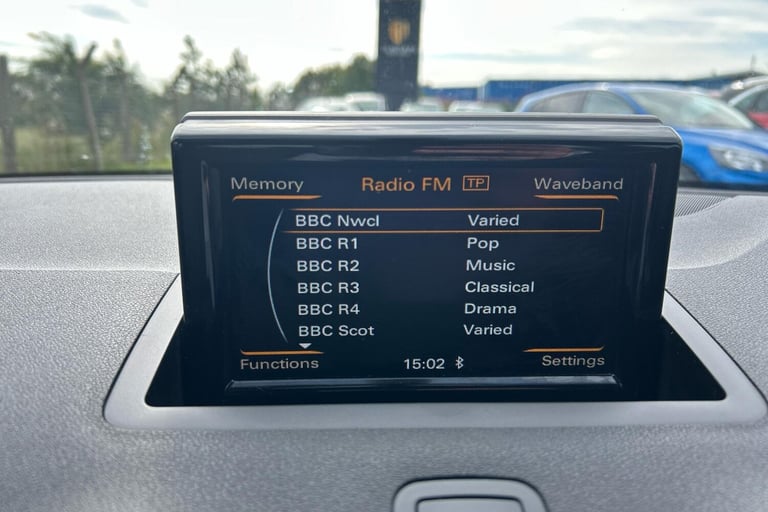 Memory Radio FM TP Waveband
BBC Nwcl Varied
BBC R1 Pop
BBC R2 Music
BBC R3 Classical
BBC R4 Drama
BBC Scot Varied
Functions 15:02 Settings